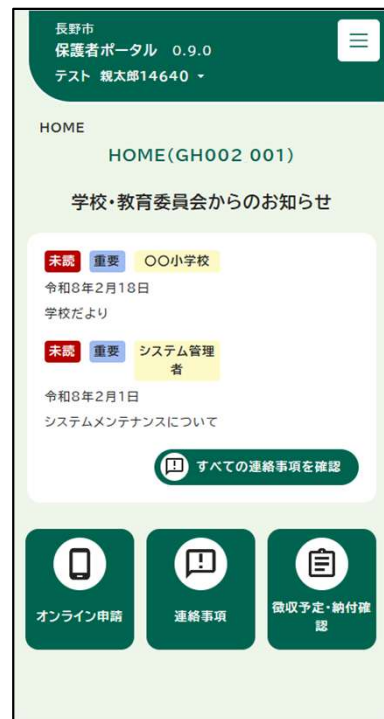 長野市
保護者ポータル 0.9.0
テスト 親太郎14640
HOME
HOME(GH002 001)
学校・教育委員会からのお知らせ
未読 重要 〇〇小学校
令和8年2月18日
学校だより
未読 重要 システム管理
者
令和8年2月1日
システムメンテナンスについて
すべての連絡事項を確認
オンライン申請
連絡事項
徴収予定・納付確
認